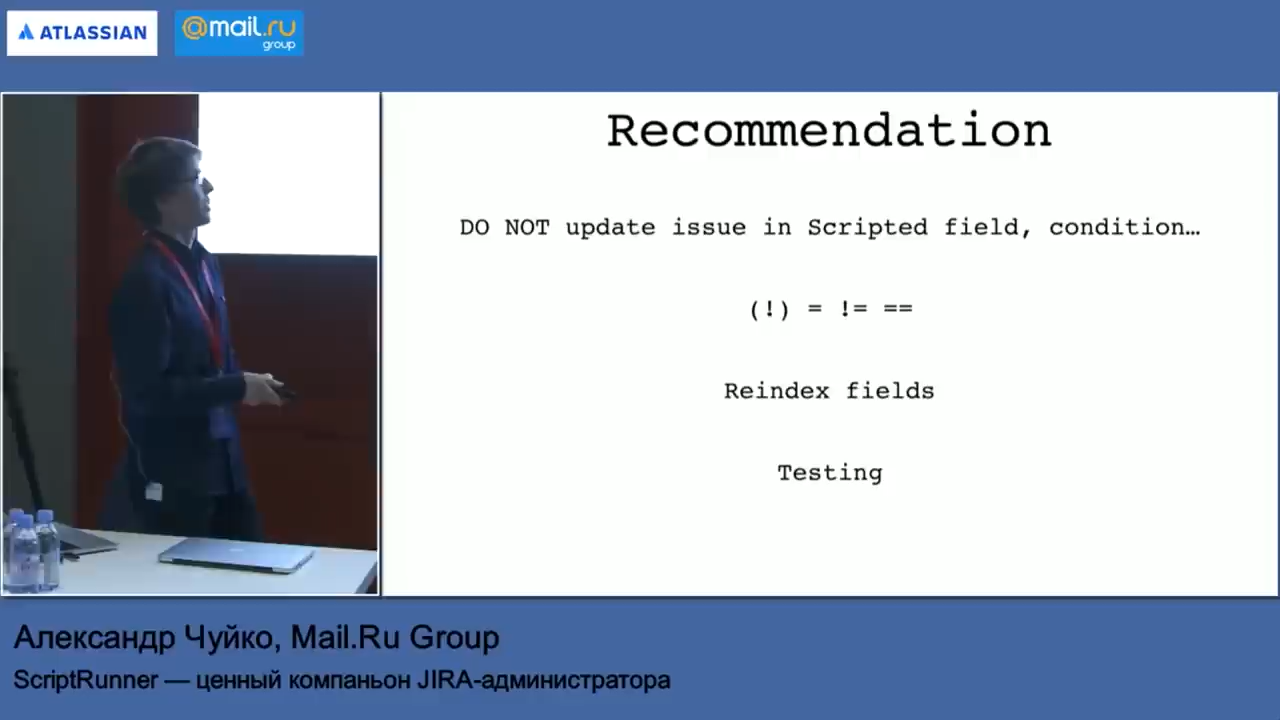 ATLASSIAN
@mail.ru
group
Recommendation
DO NOT update issue in Scripted field, condition…
(!) = != ==
Reindex fields
Testing
Александр Чуйко, Mail.Ru Group
ScriptRunner — ценный компаньон JIRA-администратора